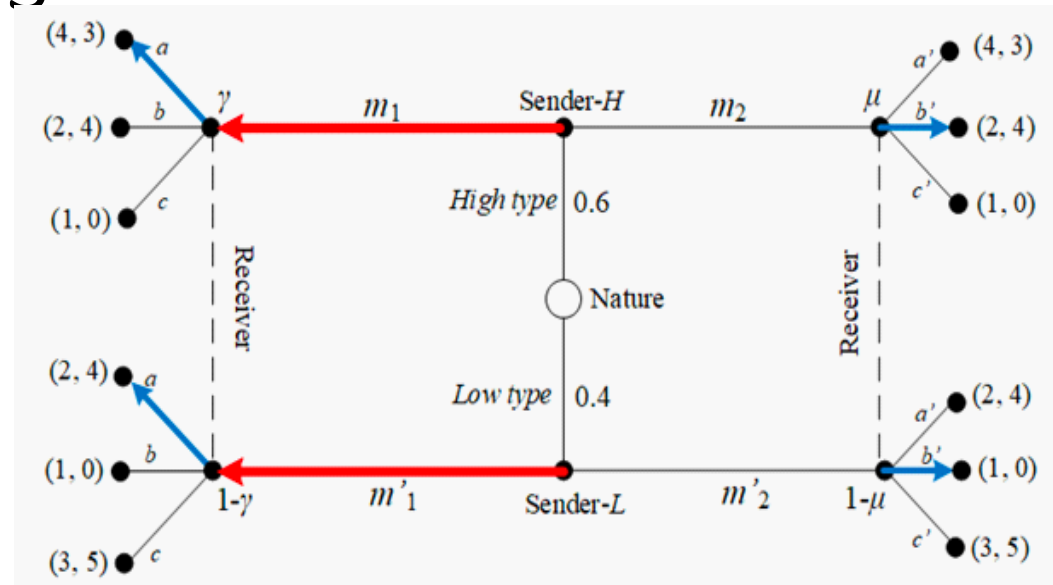 (4, 3) a
a' (4, 3)
γ m₁ Sender-H m₂ μ
(2, 4) b
b' (2, 4)
(1, 0) c
c' (1, 0)
High type 0.6
Receiver
Nature
Receiver
Low type 0.4
(2, 4) a
a' (2, 4)
(1, 0) b
b' (1, 0)
1-γ m'₁ Sender-L m'₂ 1-μ
(3, 5) c
c' (3, 5)